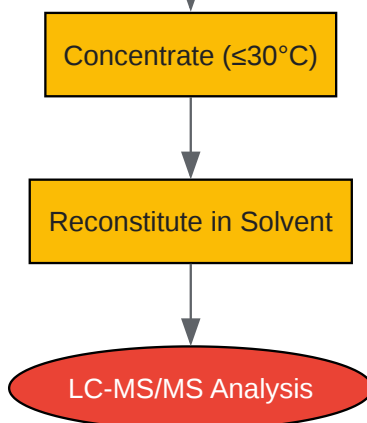 Concentrate (≤30°C)
Reconstitute in Solvent
LC-MS/MS Analysis